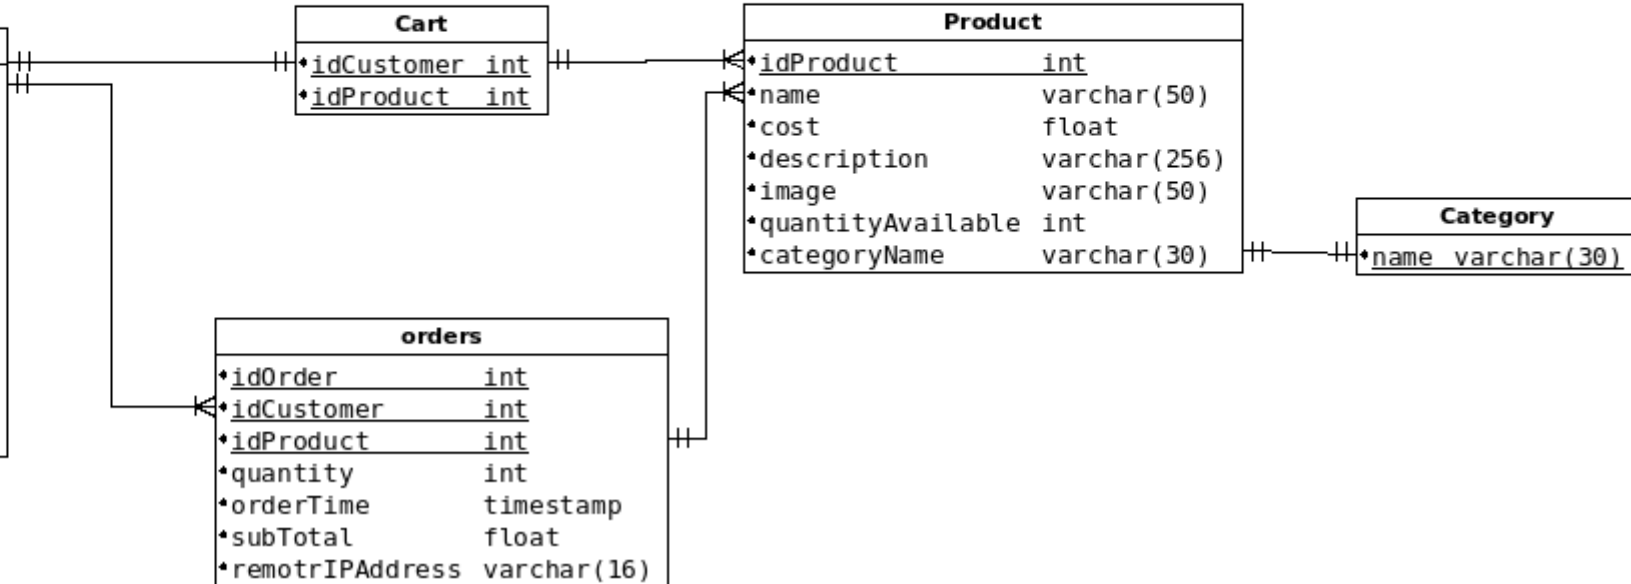 Cart
idCustomer int
idProduct int
Product
idProduct int
name varchar(50)
cost float
description varchar(256)
image varchar(50)
quantityAvailable int
categoryName varchar(30)
Category
name varchar(30)
orders
idOrder int
idCustomer int
idProduct int
quantity int
orderTime timestamp
subTotal float
remotrIPAddress varchar(16)